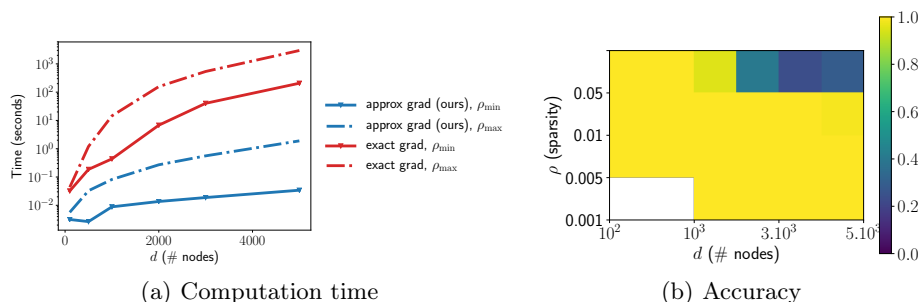 10³
10²
10¹
10⁰
10⁻¹
10⁻²
Time (seconds)
0
2000
4000
d (# nodes)
approx grad (ours), ρmin
approx grad (ours), ρmax
exact grad, ρmin
exact grad, ρmax
(a) Computation time
ρ (sparsity)
0.05
0.01
0.005
0.001
10²
10³
3.10³
5.10³
d (# nodes)
1.0
0.8
0.6
0.4
0.2
0.0
(b) Accuracy